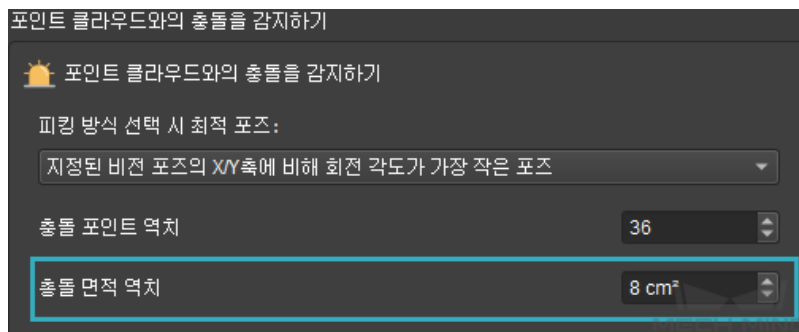 포인트 클라우드와의 충돌을 감지하기
포인트 클라우드와의 충돌을 감지하기
피킹 방식 선택 시 최적 포즈:
지정된 비전 포즈의 X/Y축에 비해 회전 각도가 가장 작은 포즈
충돌 포인트 역치
36
충돌 면적 역치
8 cm²